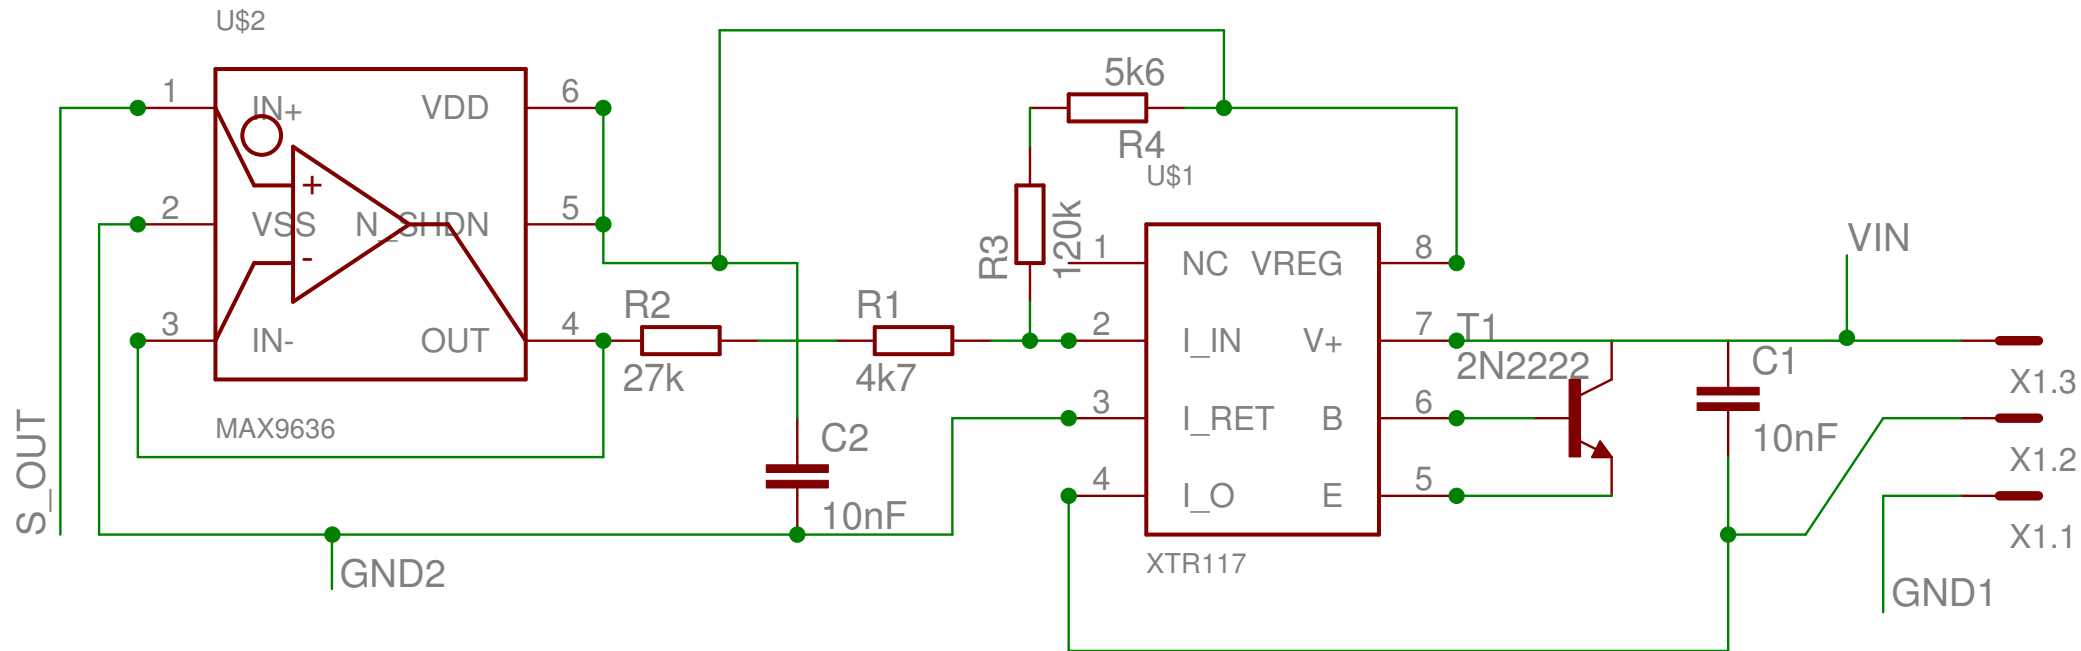 U$2
1
IN+
VDD
6
2
VSS
N_SHDN
5
3
IN-
OUT
4
+
-
MAX9636
S_OUT
GND2
R2
27k
R1
4k7
C2
10nF
5k6
R4
R3
120k
U$1
1
NC
VREG
8
2
I_IN
V+
7
3
I_RET
B
6
4
I_O
E
5
XTR117
T1
2N2222
VIN
C1
10nF
X1.3
X1.2
X1.1
GND1